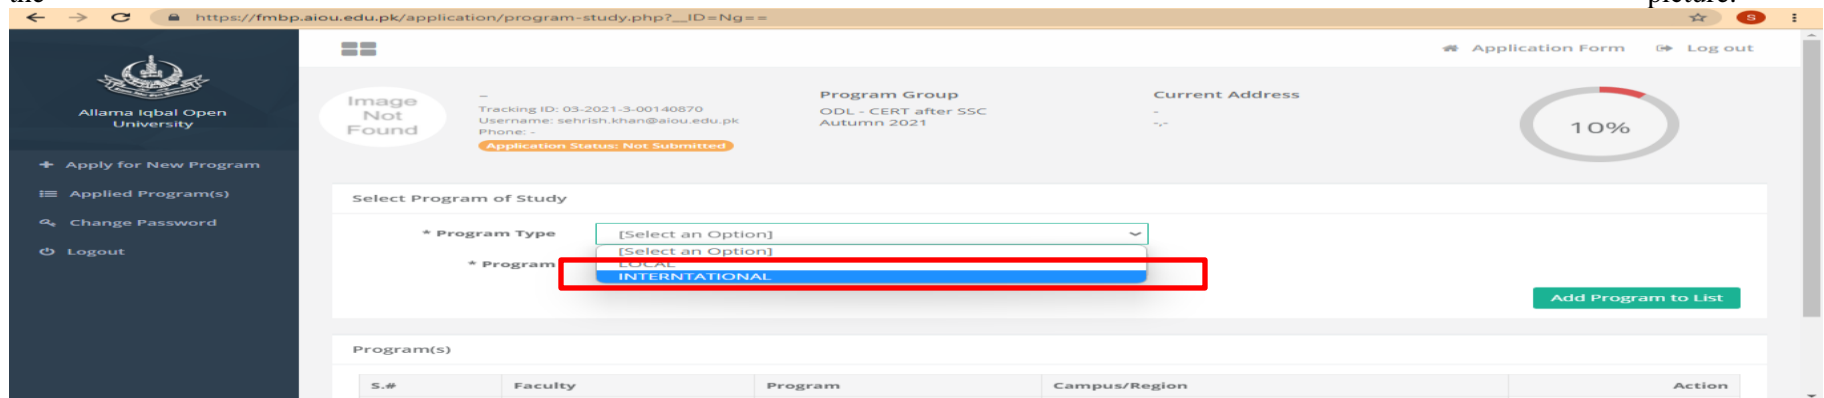 the picture.
https://fmbp.aiou.edu.pk/application/program-study.php?__ID=Ng==
S
Application Form Log out
Allama Iqbal Open
University
Apply for New Program
Applied Program(s)
Change Password
Logout
Image
Not
Found
–
Tracking ID: 03-2021-3-00140870
Username: sehrish.khan@aiou.edu.pk
Phone: -
Application Status: Not Submitted
Program Group
ODL - CERT after SSC
Autumn 2021
Current Address
-
-,-
10%
Select Program of Study
* Program Type [Select an Option]
[Select an Option]
* Program LOCAL
INTERNTATIONAL
Add Program to List
Program(s)
S.# Faculty Program Campus/Region Action